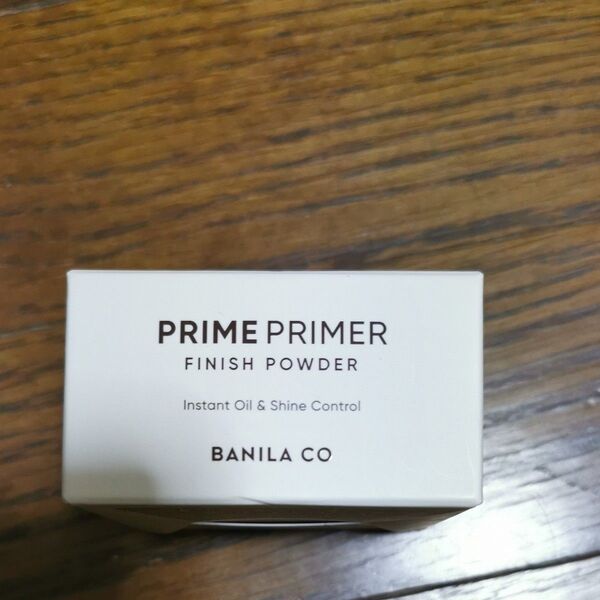 PRIME PRIMER
FINISH POWDER
Instant Oil & Shine Control
BANILA CO